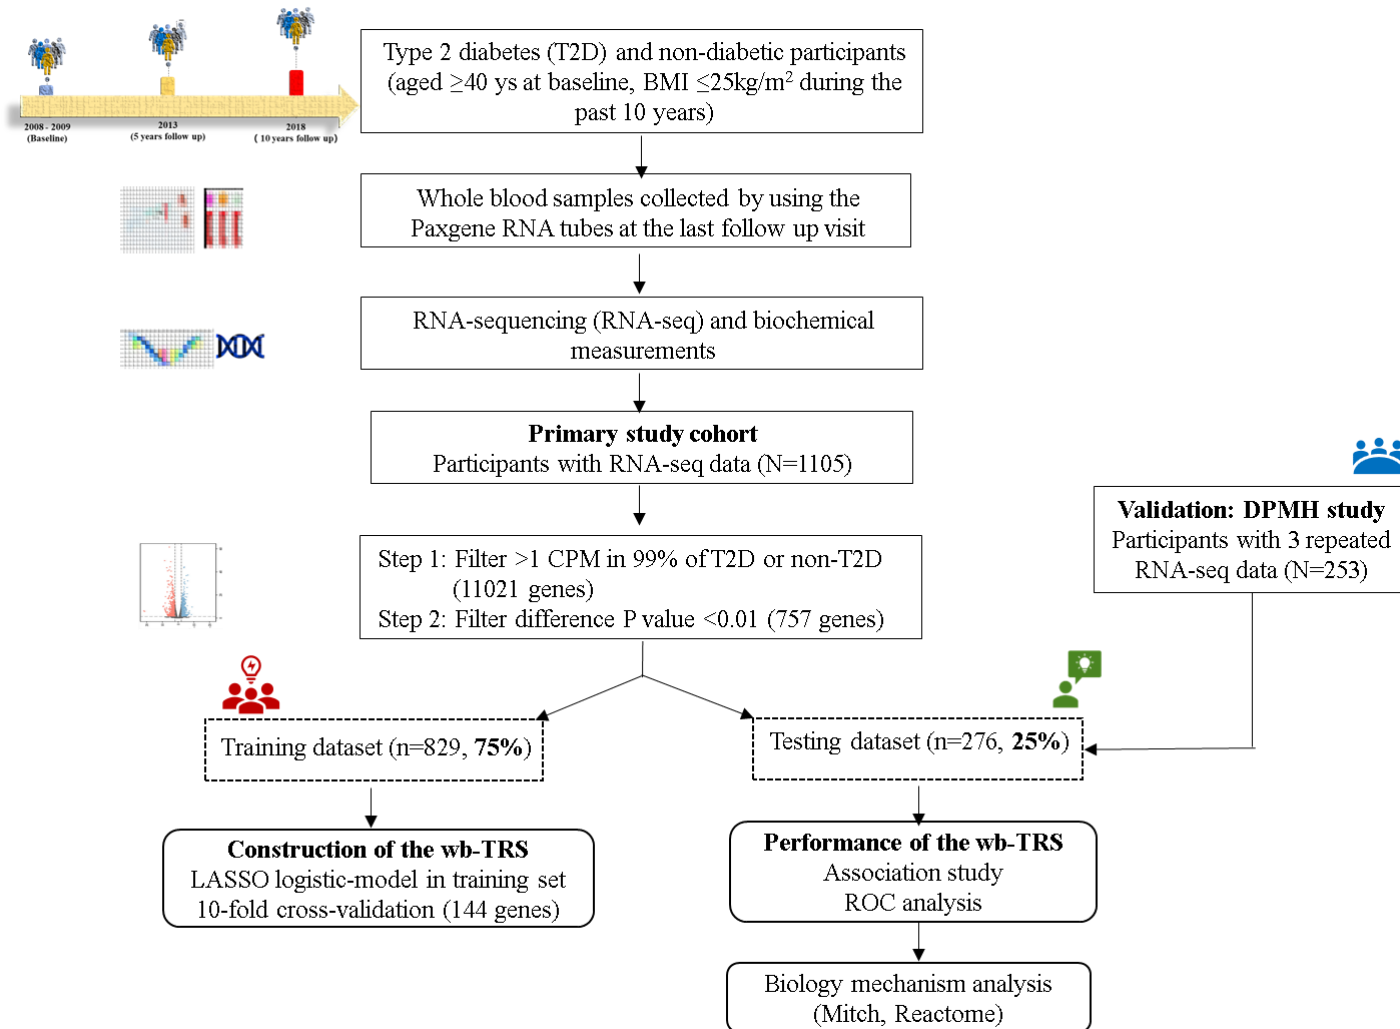 Type 2 diabetes (T2D) and non-diabetic participants
(aged ≥40 ys at baseline, BMI ≤25kg/m² during the
past 10 years)
2008 - 2009
(Baseline)
2013
(5 years follow up)
2018
( 10 years follow up)
Whole blood samples collected by using the
Paxgene RNA tubes at the last follow up visit
RNA-sequencing (RNA-seq) and biochemical
measurements
Primary study cohort
Participants with RNA-seq data (N=1105)
Validation: DPMH study
Participants with 3 repeated
RNA-seq data (N=253)
Step 1: Filter >1 CPM in 99% of T2D or non-T2D
(11021 genes)
Step 2: Filter difference P value <0.01 (757 genes)
Training dataset (n=829, 75%)
Testing dataset (n=276, 25%)
Construction of the wb-TRS
LASSO logistic-model in training set
10-fold cross-validation (144 genes)
Performance of the wb-TRS
Association study
ROC analysis
Biology mechanism analysis
(Mitch, Reactome)